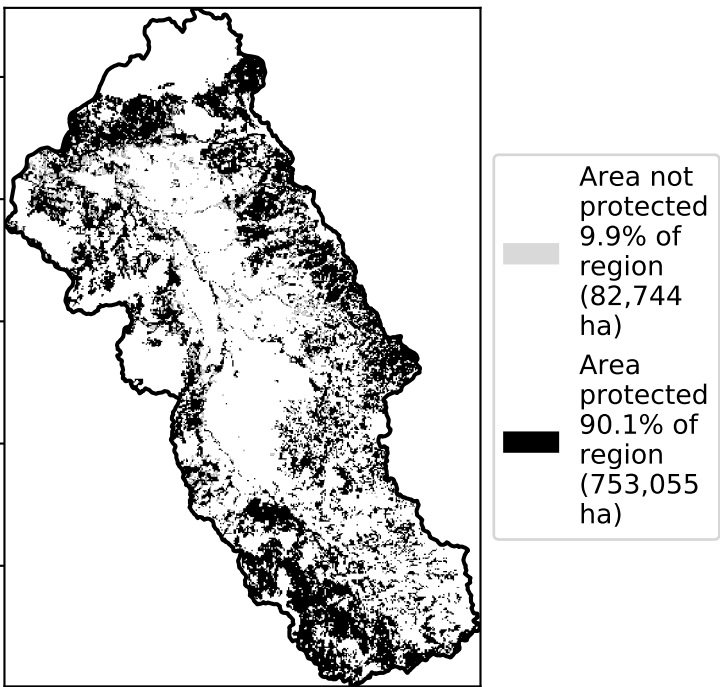 Area not
protected
9.9% of
region
(82,744
ha)
Area
protected
90.1% of
region
(753,055
ha)